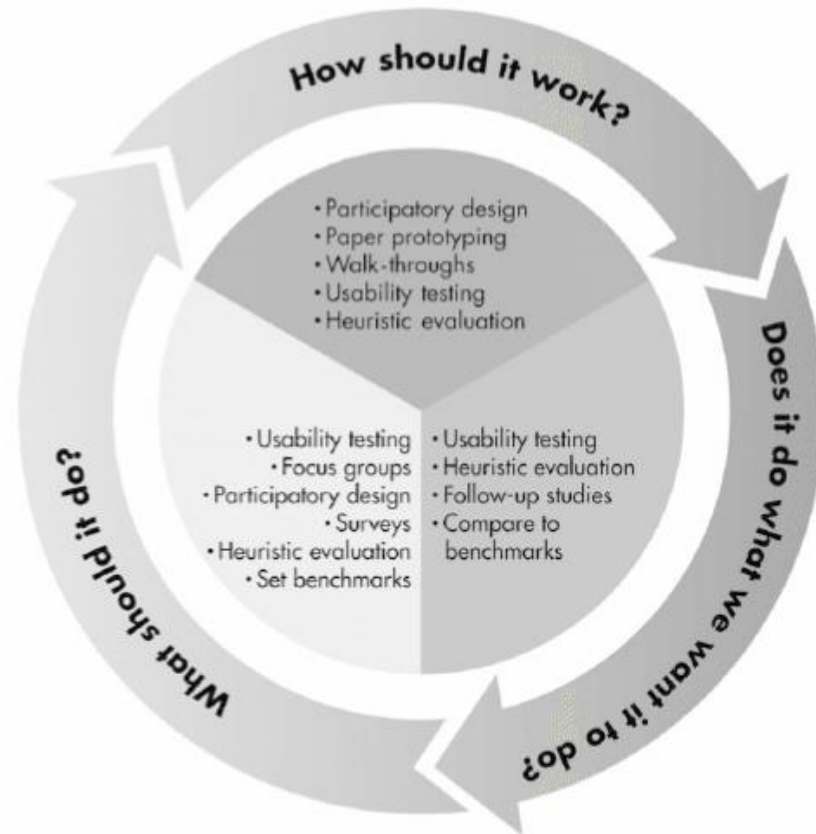 How should it work?
• Participatory design
• Paper prototyping
• Walk-throughs
• Usability testing
• Heuristic evaluation
Does it do what we want it to do?
• Usability testing
• Heuristic evaluation
• Follow-up studies
• Compare to
benchmarks
What should it do?
• Usability testing
• Focus groups
• Participatory design
• Surveys
• Heuristic evaluation
• Set benchmarks